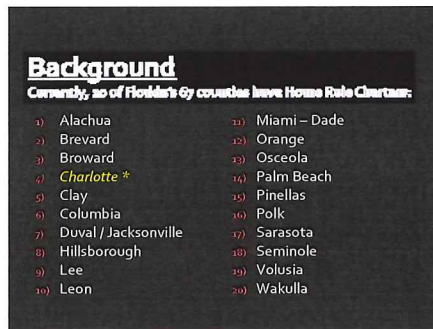 Background
Currently, 20 of Florida's 67 counties have Home Rule Charters:
1) Alachua
2) Brevard
3) Broward
4) Charlotte *
5) Clay
6) Columbia
7) Duval / Jacksonville
8) Hillsborough
9) Lee
10) Leon
11) Miami – Dade
12) Orange
13) Osceola
14) Palm Beach
15) Pinellas
16) Polk
17) Sarasota
18) Seminole
19) Volusia
20) Wakulla